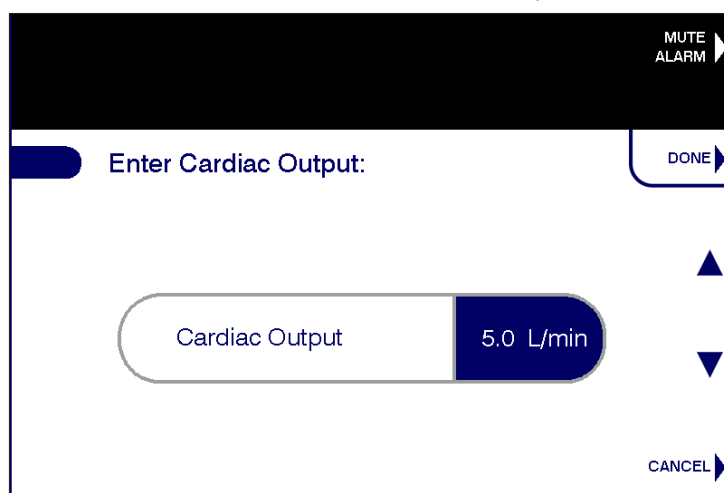 MUTE
ALARM
Enter Cardiac Output:
DONE
Cardiac Output 5.0 L/min
CANCEL